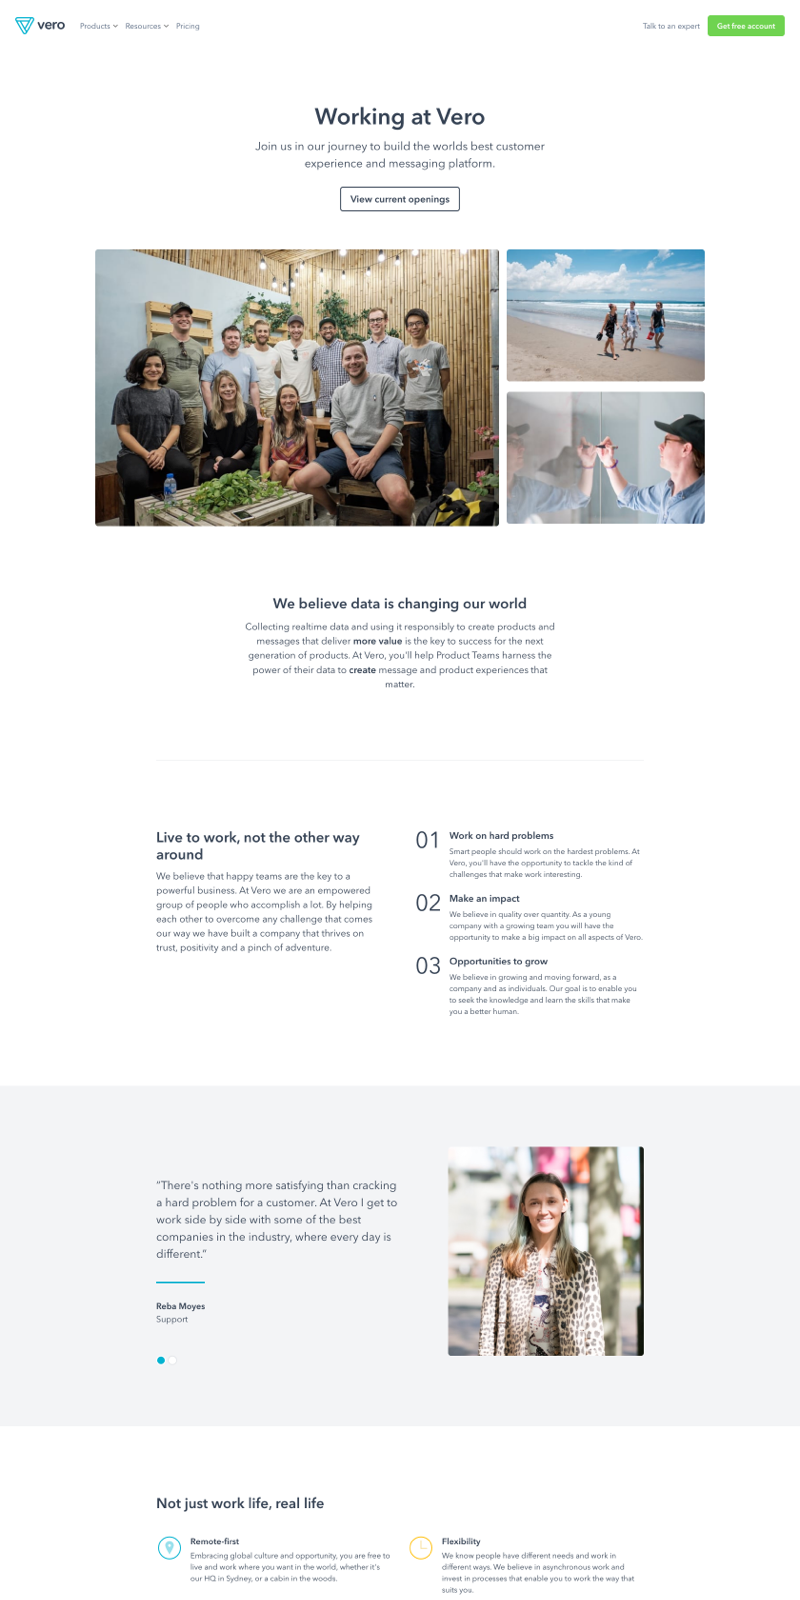 vero
Products Resources Pricing
Talk to an expert
Get free account
Working at Vero
Join us in our journey to build the worlds best customer
experience and messaging platform.
View current openings
We believe data is changing our world
Collecting realtime data and using it responsibly to create products and
messages that deliver more value is the key to success for the next
generation of products. At Vero, you'll help Product Teams harness the
power of their data to create message and product experiences that
matter.
Live to work, not the other way
around
We believe that happy teams are the key to a
powerful business. At Vero we are an empowered
group of people who accomplish a lot. By helping
each other to overcome any challenge that comes
our way we have built a company that thrives on
trust, positivity and a pinch of adventure.
01
Work on hard problems
Smart people should work on the hardest problems. At
Vero, you'll have the opportunity to tackle the kind of
challenges that make work interesting.
02
Make an impact
We believe in quality over quantity. As a young
company with a growing team you will have the
opportunity to make a big impact on all aspects of Vero.
03
Opportunities to grow
We believe in growing and moving forward, as a
company and as individuals. Our goal is to enable you
to seek the knowledge and learn the skills that make
you a better human.
“There's nothing more satisfying than cracking
a hard problem for a customer. At Vero I get to
work side by side with some of the best
companies in the industry, where every day is
different.”
Reba Moyes
Support
Not just work life, real life
Remote-first
Embracing global culture and opportunity, you are free to
live and work where you want in the world, whether it's
our HQ in Sydney, or a cabin in the woods.
Flexibility
We know people have different needs and work in
different ways. We believe in asynchronous work and
invest in processes that enable you to work the way that
suits you.